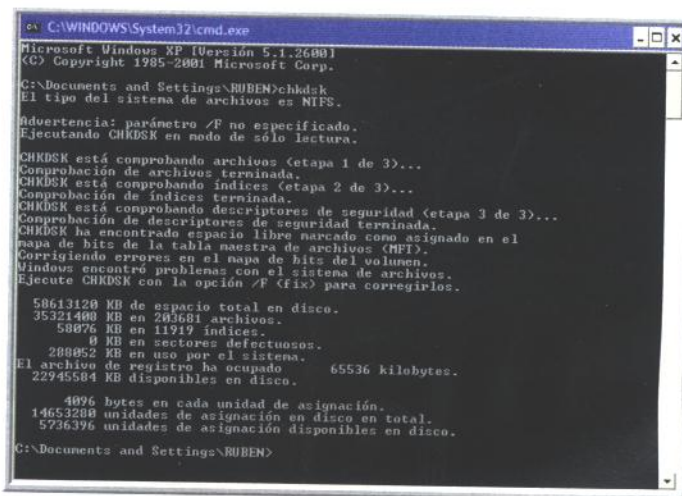 C:\WINDOWS\System32\cmd.exe
Microsoft Windows XP [Versión 5.1.2600]
(C) Copyright 1985-2001 Microsoft Corp.
C:\Documents and Settings\RUBEN>chkdsk
El tipo del sistema de archivos es NTFS.
Advertencia: parámetro /F no especificado.
Ejecutando CHKDSK en modo de sólo lectura.
CHKDSK está comprobando archivos (etapa 1 de 3)...
Comprobación de archivos terminada.
CHKDSK está comprobando índices (etapa 2 de 3)...
Comprobación de índices terminada.
CHKDSK está comprobando descriptores de seguridad (etapa 3 de 3)...
Comprobación de descriptores de seguridad terminada.
CHKDSK ha encontrado espacio libre marcado como asignado en el
mapa de bits de la tabla maestra de archivos (MFT).
Corrigiendo errores en el mapa de bits del volumen.
Windows encontró problemas con el sistema de archivos.
Ejecute CHKDSK con la opción /F (fix) para corregirlos.
58613120 KB de espacio total en disco.
35321408 KB en 203681 archivos.
58076 KB en 11919 índices.
0 KB en sectores defectuosos.
288052 KB en uso por el sistema.
El archivo de registro ha ocupado 65536 kilobytes.
22945584 KB disponibles en disco.
4096 bytes en cada unidad de asignación.
14653280 unidades de asignación en disco en total.
5736396 unidades de asignación disponibles en disco.
C:\Documents and Settings\RUBEN>